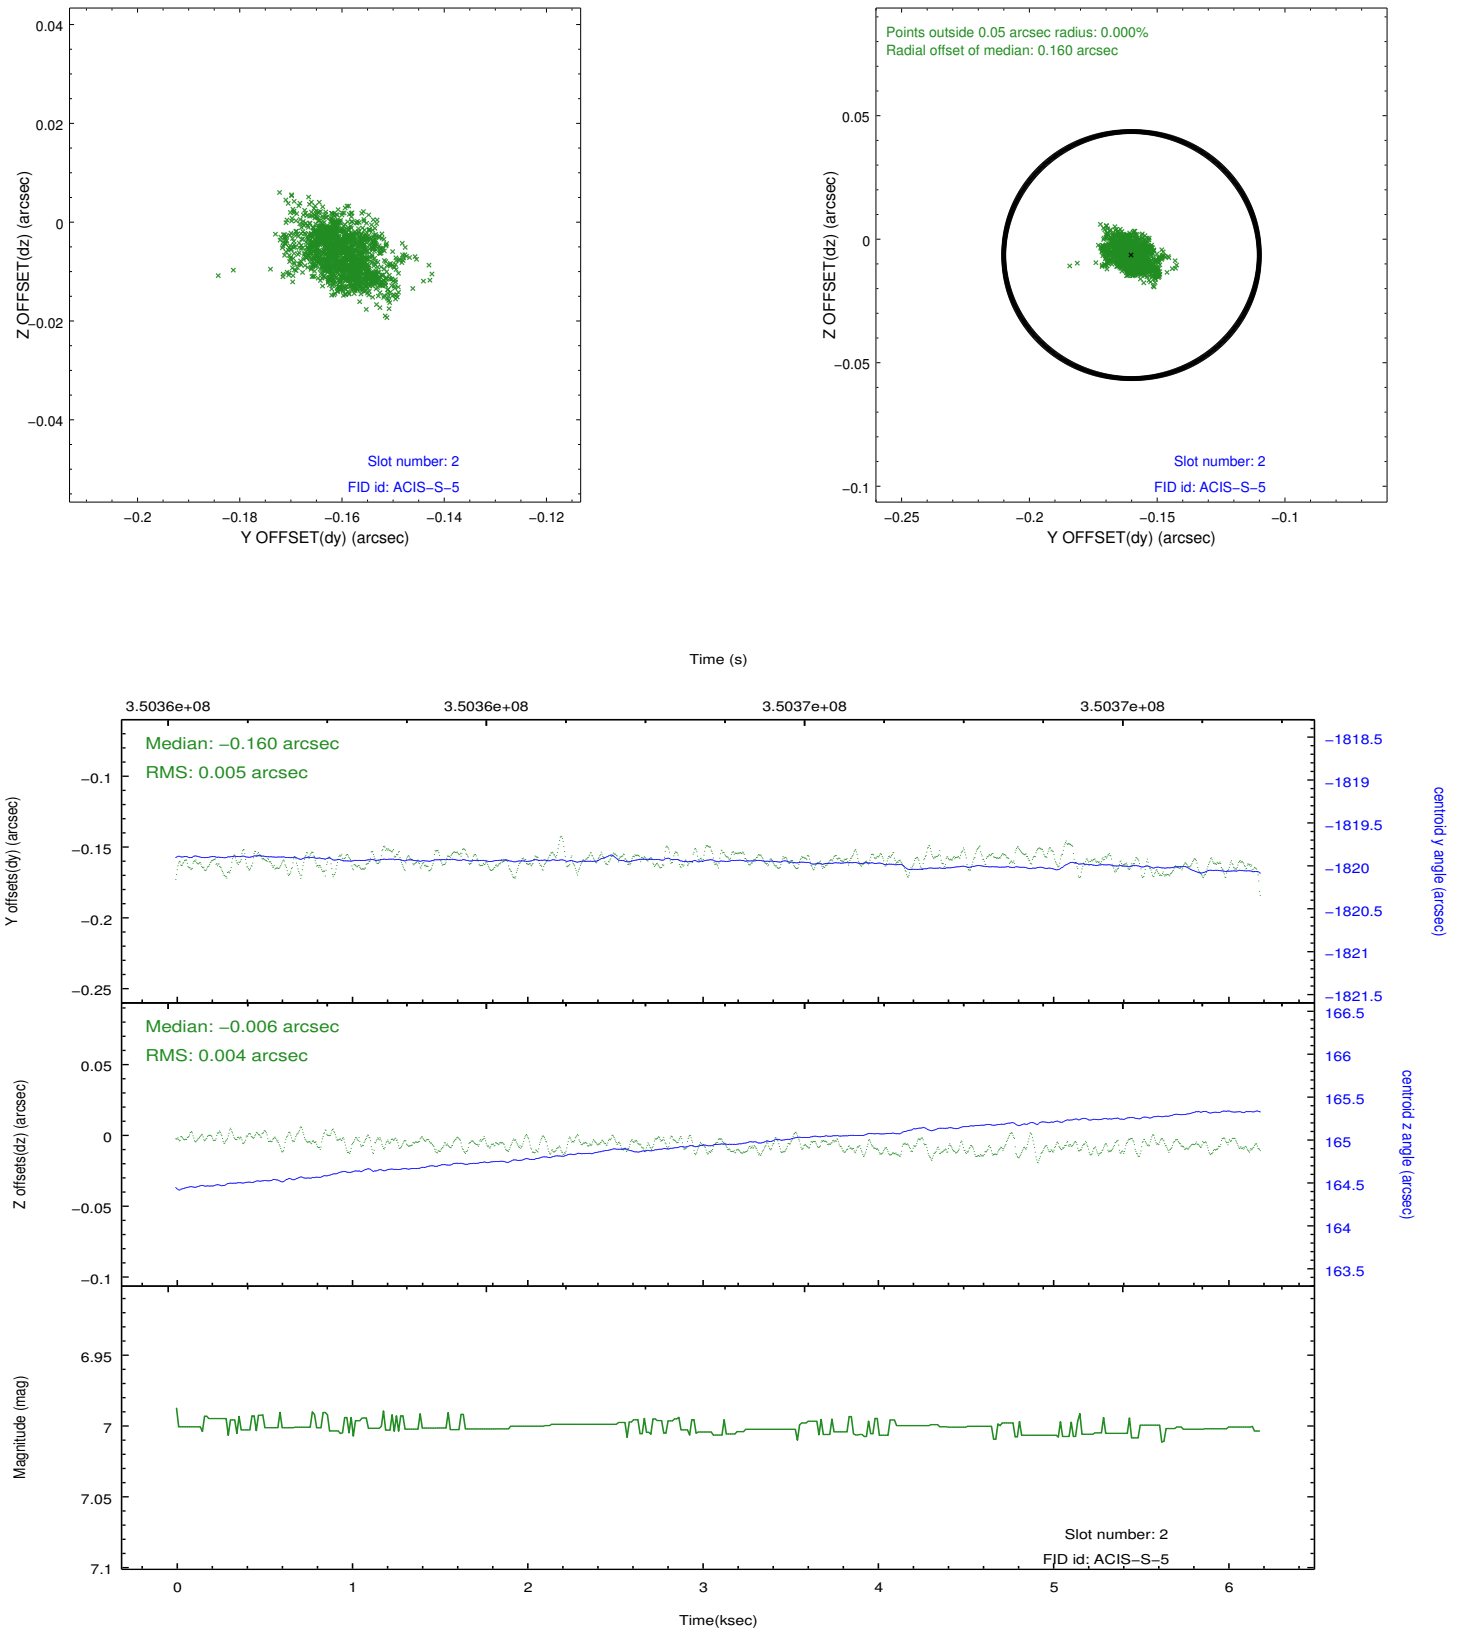 0.04
0.02
0
−0.02
−0.04
Z OFFSET(dz) (arcsec)
Slot number: 2
FID id: ACIS−S−5
−0.2
−0.18
−0.16
−0.14
−0.12
Y OFFSET(dy) (arcsec)
Points outside 0.05 arcsec radius: 0.000%
Radial offset of median: 0.160 arcsec
0.05
0
−0.05
−0.1
Z OFFSET(dz) (arcsec)
Slot number: 2
FID id: ACIS−S−5
−0.25
−0.2
−0.15
−0.1
Y OFFSET(dy) (arcsec)
Time (s)
3.5036e+08
3.5036e+08
3.5037e+08
3.5037e+08
Median: −0.160 arcsec
RMS: 0.005 arcsec
−0.1
−0.15
−0.2
−0.25
Y offsets(dy) (arcsec)
−1818.5
−1819
−1819.5
−1820
−1820.5
−1821
−1821.5
centroid y angle (arcsec)
Median: −0.006 arcsec
RMS: 0.004 arcsec
0.05
0
−0.05
−0.1
Z offsets(dz) (arcsec)
166.5
166
165.5
165
164.5
164
163.5
centroid z angle (arcsec)
6.95
7
7.05
7.1
Magnitude (mag)
Slot number: 2
FID id: ACIS−S−5
0
1
2
3
4
5
6
Time(ksec)